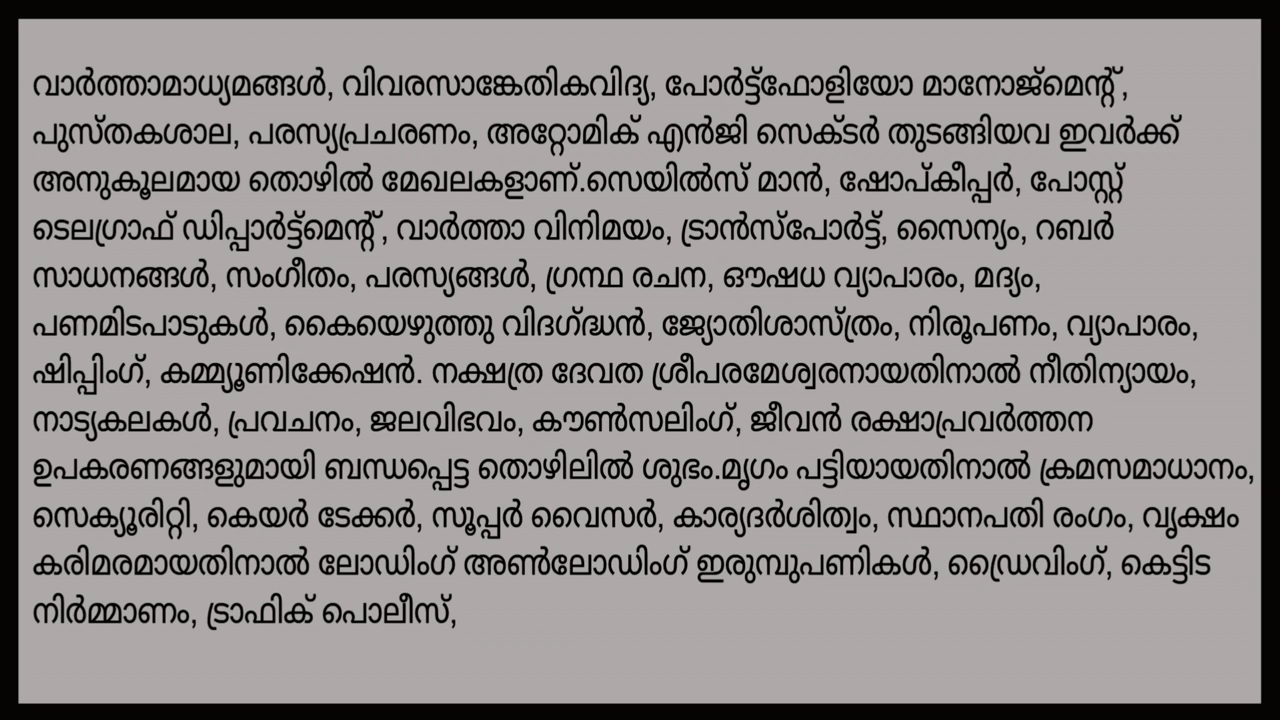 വാർത്താമാധ്യമങ്ങൾ, വിവരസാങ്കേതികവിദ്യ, പോർട്ട്ഫോളിയോ മാനോജ്മെന്റ്,
പുസ്തകശാല, പരസ്യപ്രചരണം, അറ്റോമിക് എൻജി സെക്ടർ തുടങ്ങിയവ ഇവർക്ക്
അനുകൂലമായ തൊഴിൽ മേഖലകളാണ്.സെയിൽസ് മാൻ, ഷോപ്കീപ്പർ, പോസ്റ്റ്
ടെലഗ്രാഫ് ഡിപ്പാർട്ട്മെന്റ്, വാർത്താ വിനിമയം, ട്രാൻസ്പോർട്ട്, സൈന്യം, റബർ
സാധനങ്ങൾ, സംഗീതം, പരസ്യങ്ങൾ, ഗ്രന്ഥ രചന, ഔഷധ വ്യാപാരം, മദ്യം,
പണമിടപാടുകൾ, കൈയെഴുത്തു വിദഗ്ദ്ധൻ, ജ്യോതിശാസ്ത്രം, നിരൂപണം, വ്യാപാരം,
ഷിപ്പിംഗ്, കമ്മ്യൂണിക്കേഷൻ. നക്ഷത്ര ദേവത ശ്രീപരമേശ്വരനായതിനാൽ നീതിന്യായം,
നാട്യകലകൾ, പ്രവചനം, ജലവിഭവം, കൗൺസലിംഗ്, ജീവൻ രക്ഷാപ്രവർത്തന
ഉപകരണങ്ങളുമായി ബന്ധപ്പെട്ട തൊഴിലിൽ ശുഭം.മൃഗം പട്ടിയായതിനാൽ ക്രമസമാധാനം,
സെക്യൂരിറ്റി, കെയർ ടേക്കർ, സൂപ്പർ വൈസർ, കാര്യദർശിത്വം, സ്ഥാനപതി രംഗം, വൃക്ഷം
കരിമരമായതിനാൽ ലോഡിംഗ് അൺലോഡിംഗ് ഇരുമ്പുപണികൾ, ഡ്രൈവിംഗ്, കെട്ടിട
നിർമ്മാണം, ട്രാഫിക് പൊലീസ്,